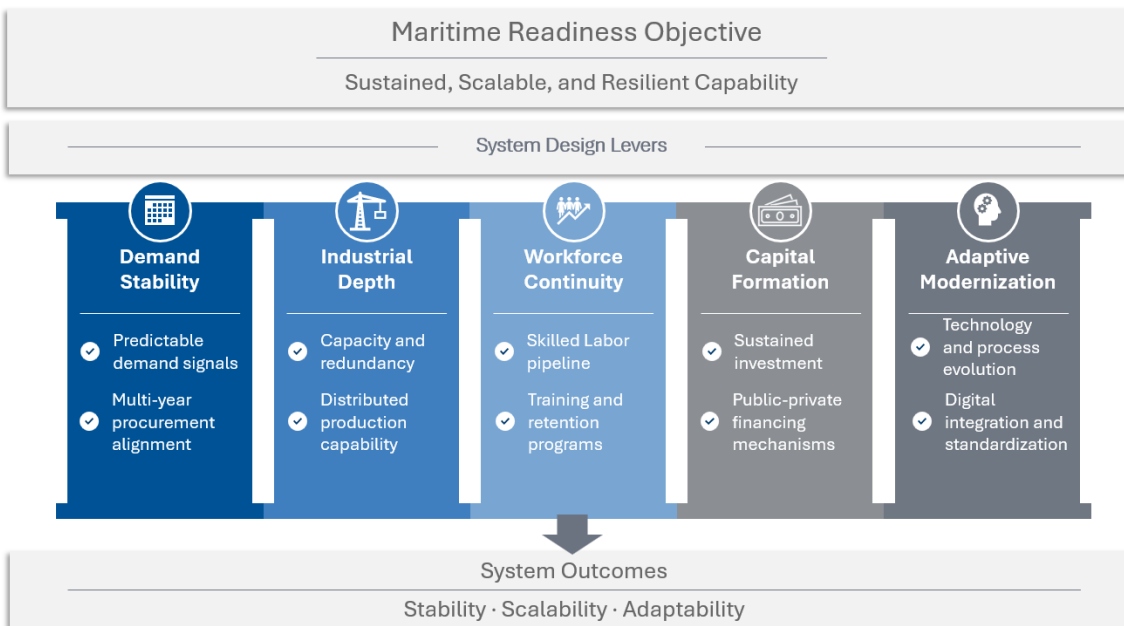 Maritime Readiness Objective
Sustained, Scalable, and Resilient Capability
System Design Levers
Demand
Stability
Predictable
demand signals
Multi-year
procurement
alignment
Industrial
Depth
Capacity and
redundancy
Distributed
production
capability
Workforce
Continuity
Skilled Labor
pipeline
Training and
retention
programs
Capital
Formation
Sustained
investment
Public-private
financing
mechanisms
Adaptive
Modernization
Technology
and process
evolution
Digital
integration and
standardization
System Outcomes
Stability · Scalability · Adaptability